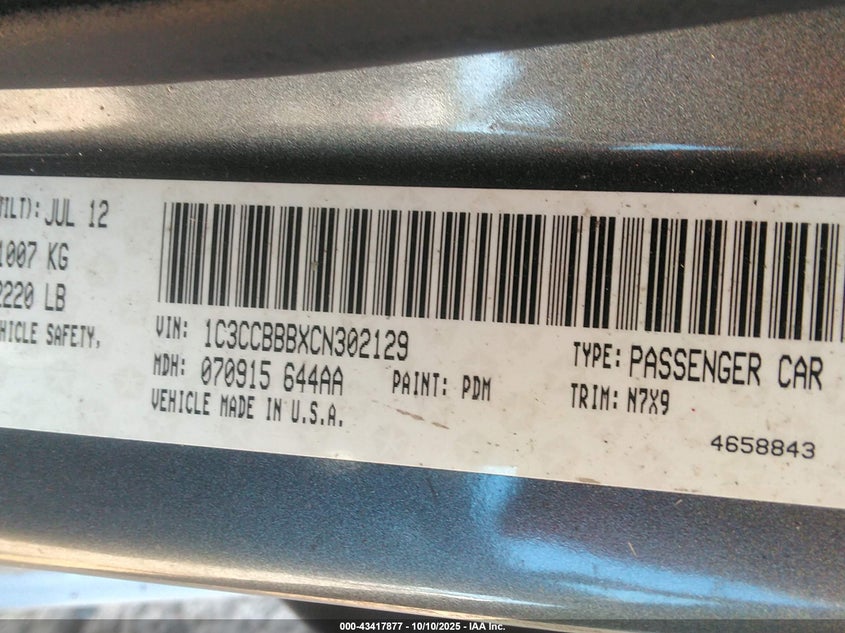 MLT): JUL 12
1007 KG
2220 LB
HICLE SAFETY,
VIN: 1C3CCBBBXCN302129
TYPE: PASSENGER CAR
MDH: 070915 644AA
PAINT: PDM
TRIM: N7X9
VEHICLE MADE IN U.S.A.
4658843
000-43417877 - 10/10/2025 - IAA Inc.